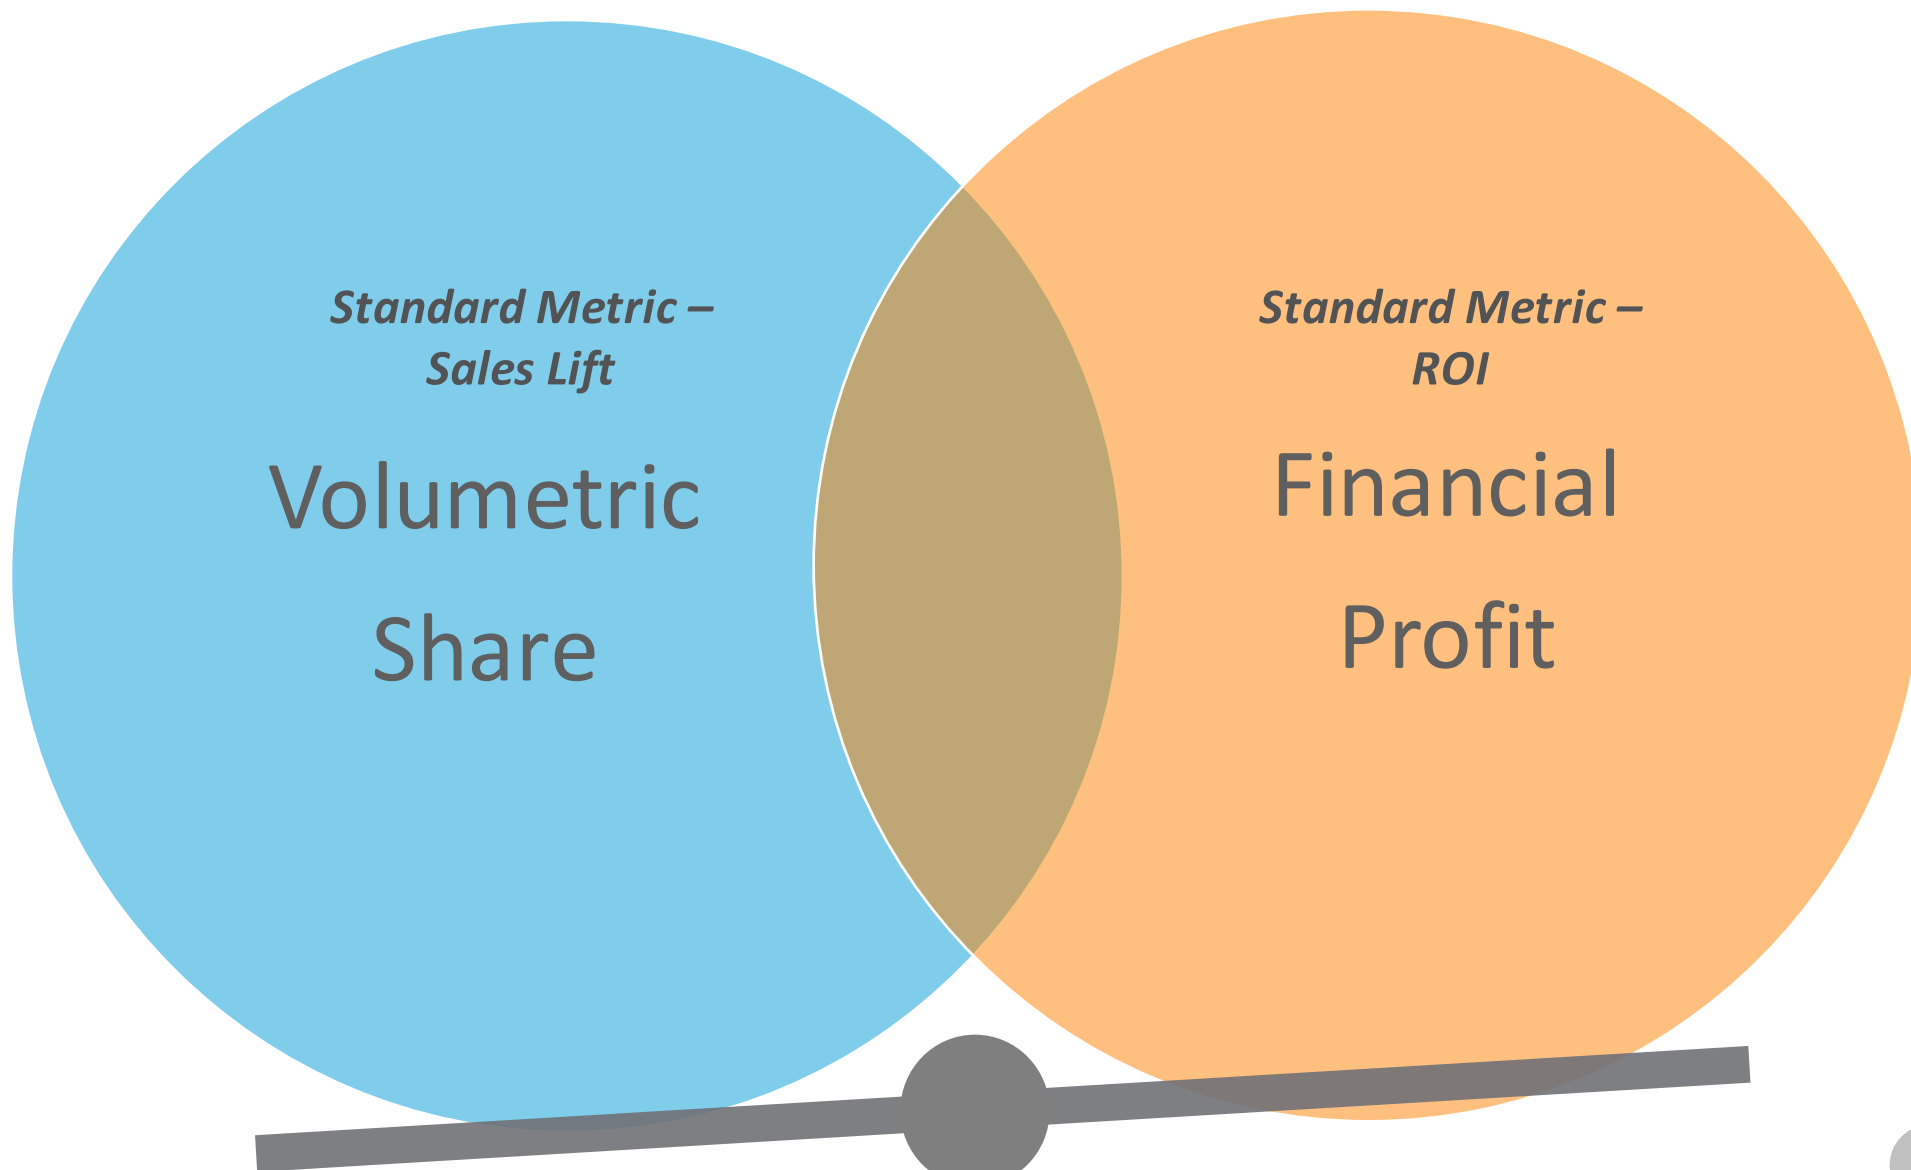 Standard Metric –
Sales Lift
Volumetric
Share
Standard Metric –
ROI
Financial
Profit